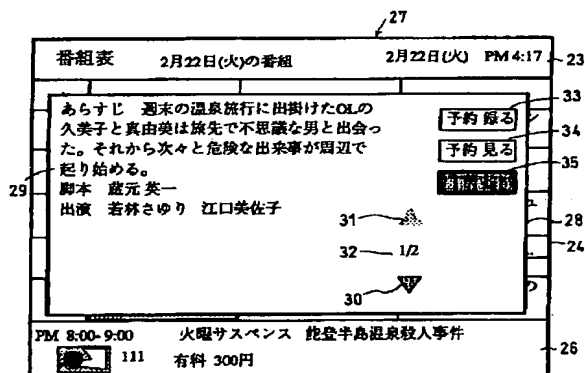 27
番組表 2月22日(火)の番組 2月22日(火) PM 4:17
23
33
予約 録る
34
予約 見る
35
あらすじ 週末の温泉旅行に出掛けたOLの
久美子と真由美は旅先で不思議な男と出会っ
た。それから次々と危険な出来事が周辺で
起り始める。
29
脚本 蔵元 英一
出演 若林さゆり 江口美佐子
31
32
1/2
30
28
24
PM 8:00-9:00 火曜サスペンス 能登半島温泉殺人事件
111 有料 300円
26